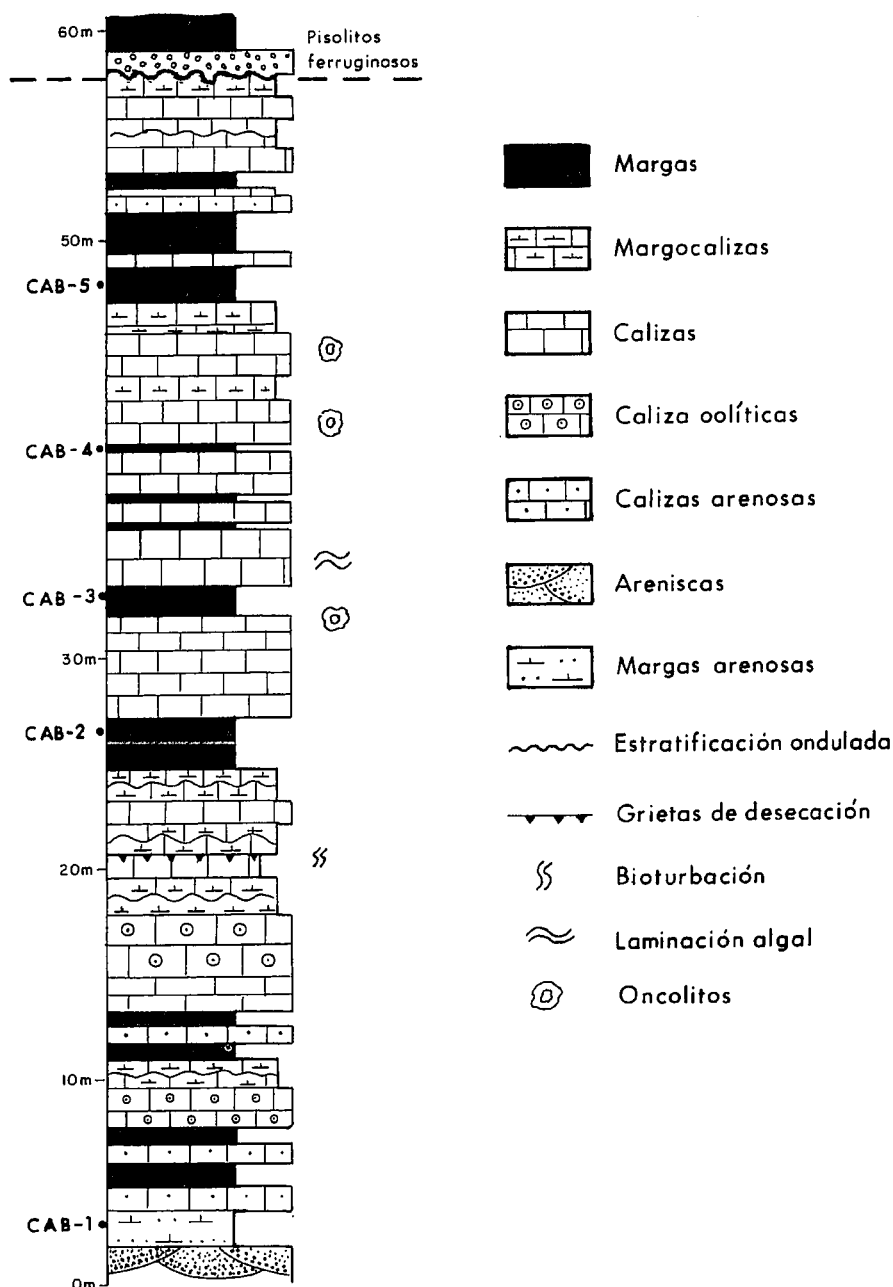 60m
Pisolitos
ferruginosos
50m
CAB-5
CAB-4
CAB-3
30m
CAB-2
20m
10m
CAB-1
0m
Margas
Margocalizas
Calizas
Caliza oolíticas
Calizas arenosas
Areniscas
Margas arenosas
Estratificación ondulada
Grietas de desecación
Bioturbación
Laminación algal
Oncolitos